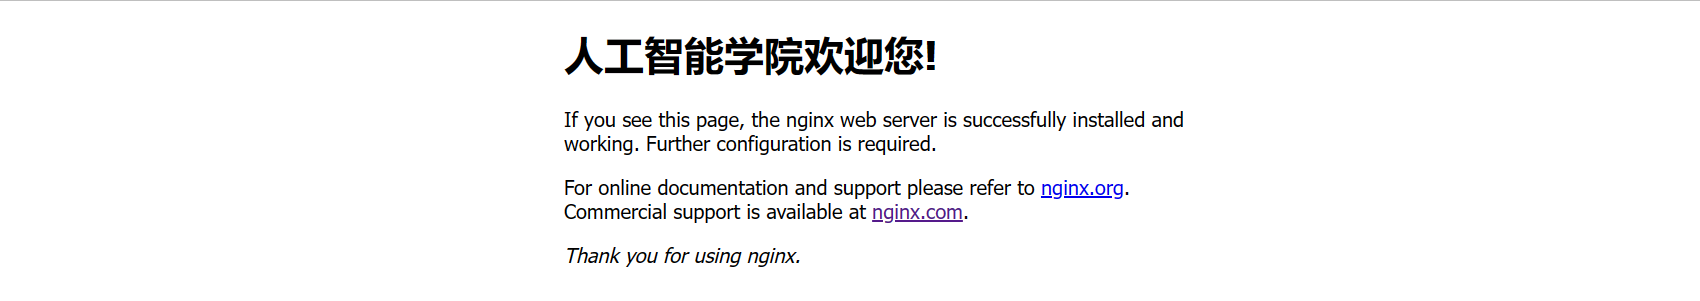 人工智能学院欢迎您!
If you see this page, the nginx web server is successfully installed and
working. Further configuration is required.
For online documentation and support please refer to nginx.org.
Commercial support is available at nginx.com.
Thank you for using nginx.